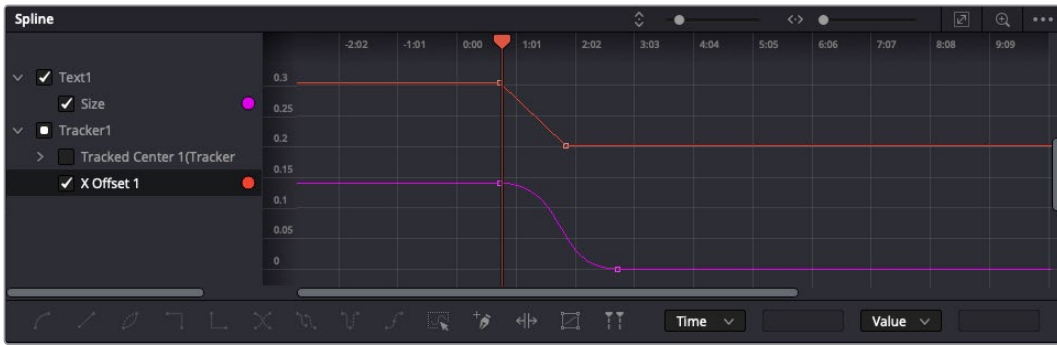 Spline
-2:02 -1:01 0:00 1:01 2:02 3:03 4:04 5:05 6:06 7:07 8:08 9:09
Text1
Size
Tracker1
Tracked Center 1(Tracker
X Offset 1
0.3
0.25
0.2
0.15
0.1
0.05
0
Time
Value